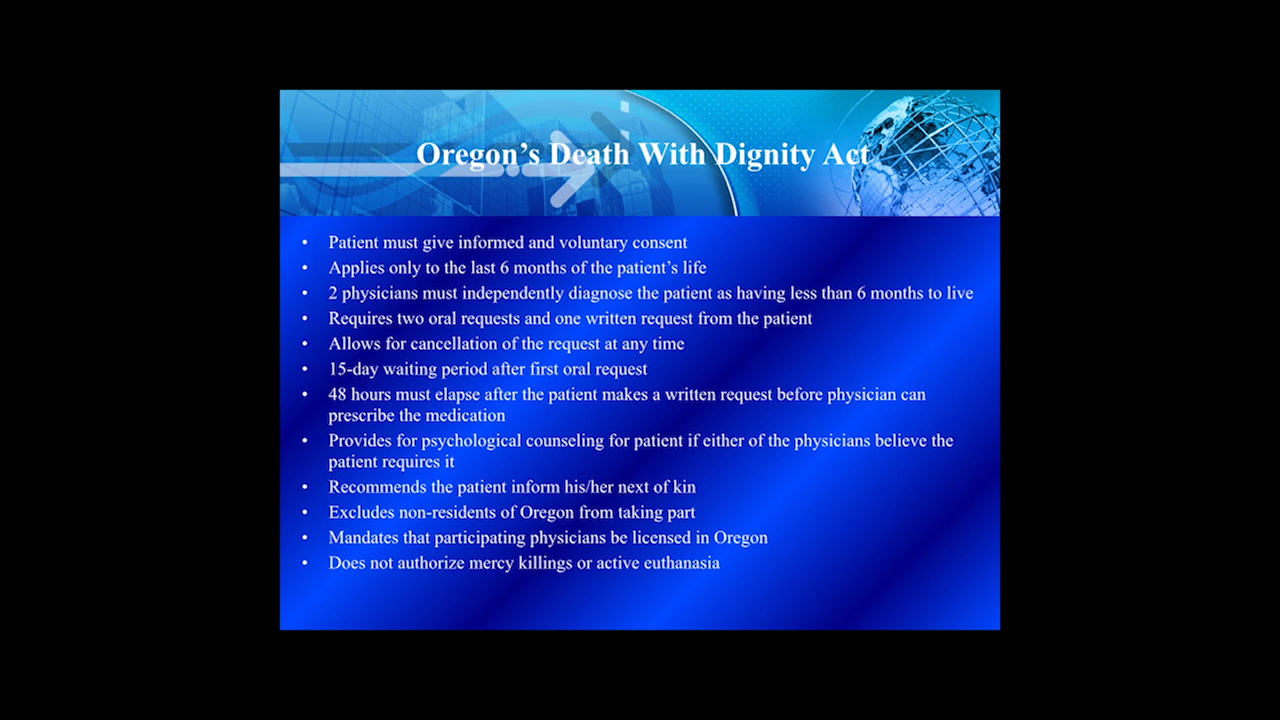 Oregon’s Death With Dignity Act
• Patient must give informed and voluntary consent
• Applies only to the last 6 months of the patient’s life
• 2 physicians must independently diagnose the patient as having less than 6 months to live
• Requires two oral requests and one written request from the patient
• Allows for cancellation of the request at any time
• 15-day waiting period after first oral request
• 48 hours must elapse after the patient makes a written request before physician can
prescribe the medication
• Provides for psychological counseling for patient if either of the physicians believe the
patient requires it
• Recommends the patient inform his/her next of kin
• Excludes non-residents of Oregon from taking part
• Mandates that participating physicians be licensed in Oregon
• Does not authorize mercy killings or active euthanasia